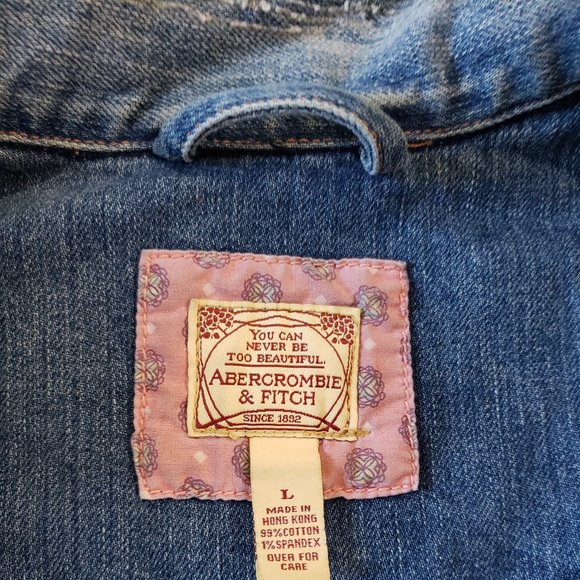 YOU CAN
NEVER BE
TOO BEAUTIFUL.
ABERCROMBIE
& FITCH
SINCE 1892
L
MADE IN
HONG KONG
99%COTTON
1%SPANDEX
OVER FOR
CARE